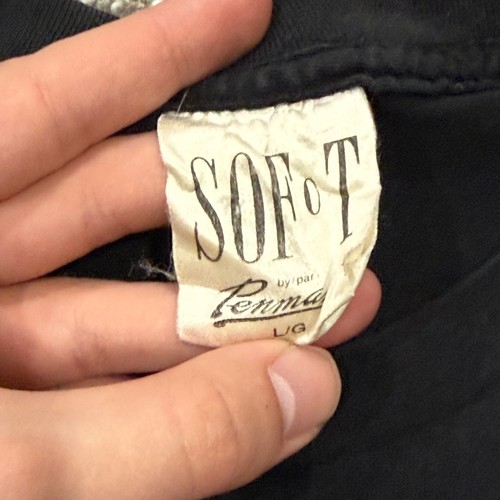 SOFoT
by/par
Penma
L/G